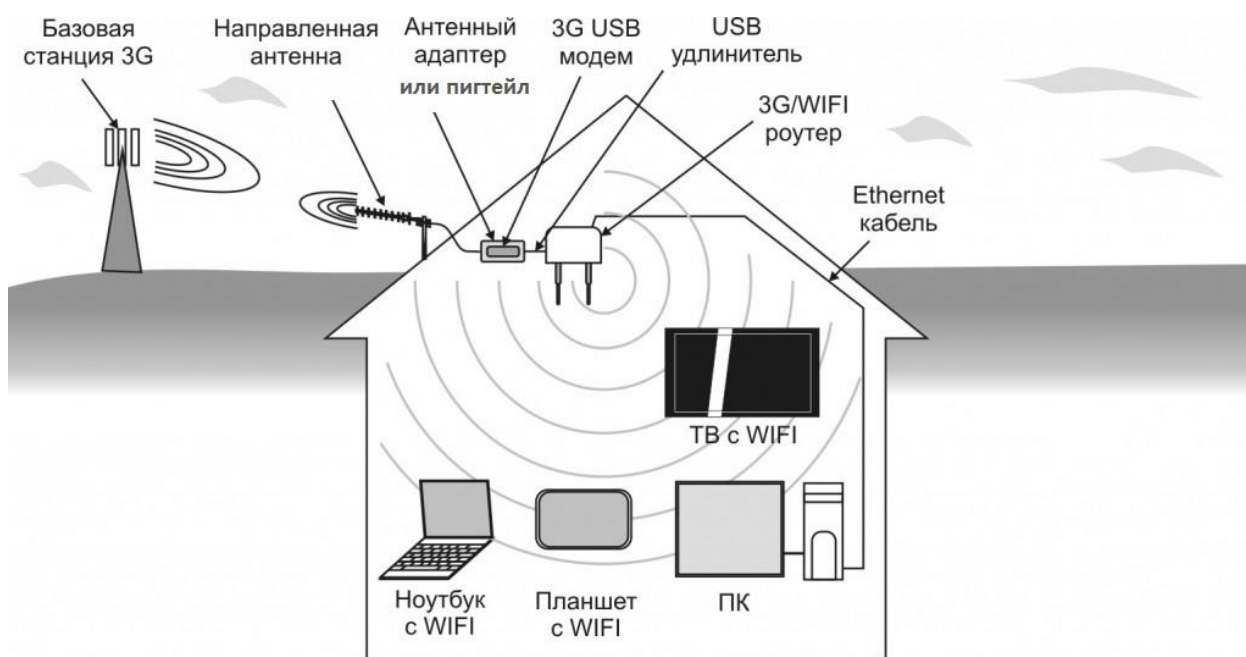 Базовая
станция 3G
Направленная
антенна
Антенный
адаптер
или пигтейл
3G USB
модем
USB
удлинитель
3G/WIFI
роутер
Ethernet
кабель
ТВ с WIFI
Ноутбук
с WIFI
Планшет
с WIFI
ПК